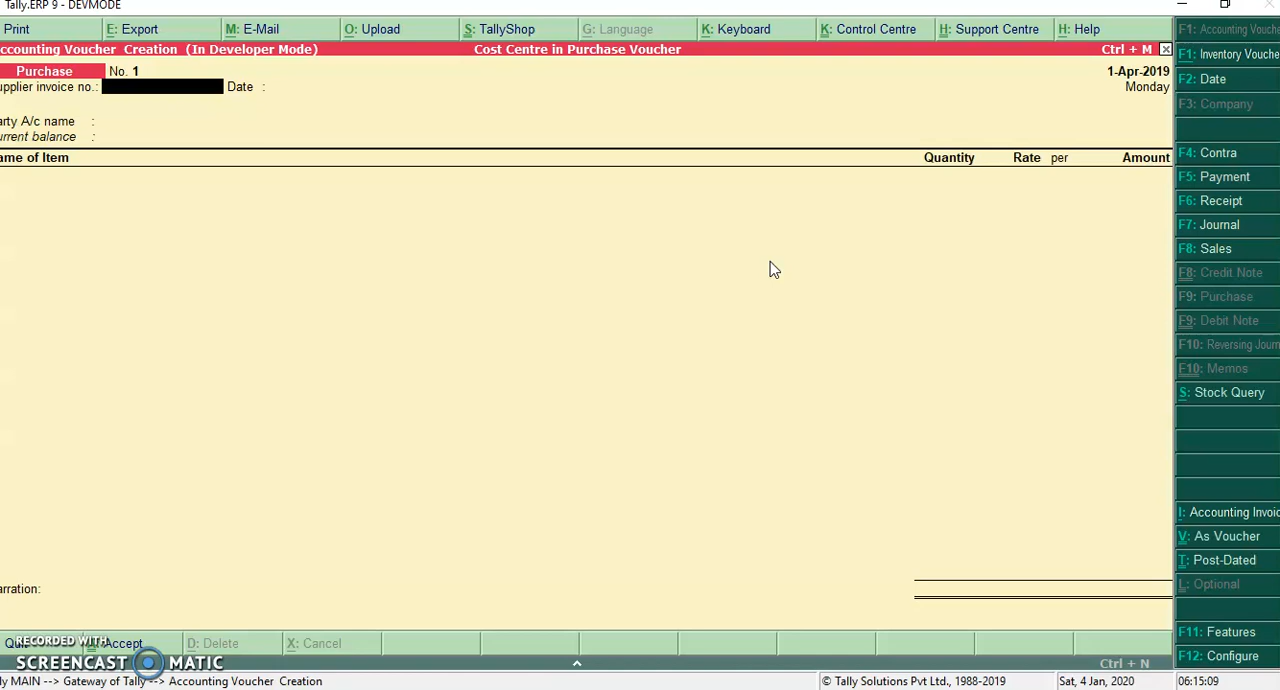 Tally.ERP 9 - DEVMODE
Print E: Export M: E-Mail O: Upload S: TallyShop G: Language K: Keyboard K: Control Centre H: Support Centre H: Help
ccounting Voucher Creation (In Developer Mode) Cost Centre in Purchase Voucher Ctrl + M
Purchase No. 1 1-Apr-2019
upplier invoice no.: Date : Monday
arty A/c name :
urrent balance :
ame of Item Quantity Rate per Amount
arration:
F1: Accounting Vouche
F1: Inventory Vouche
F2: Date
F3: Company
F4: Contra
F5: Payment
F6: Receipt
F7: Journal
F8: Sales
F8: Credit Note
F9: Purchase
F9: Debit Note
F10: Reversing Journ
F10: Memos
S: Stock Query
I: Accounting Invoic
V: As Voucher
T: Post-Dated
L: Optional
F11: Features
F12: Configure
Accept D: Delete X: Cancel
RECORDED WITH
SCREENCAST MATIC
Ctrl + N
ly MAIN --> Gateway of Tally --> Accounting Voucher Creation © Tally Solutions Pvt Ltd., 1988-2019 Sat, 4 Jan, 2020 06:15:09